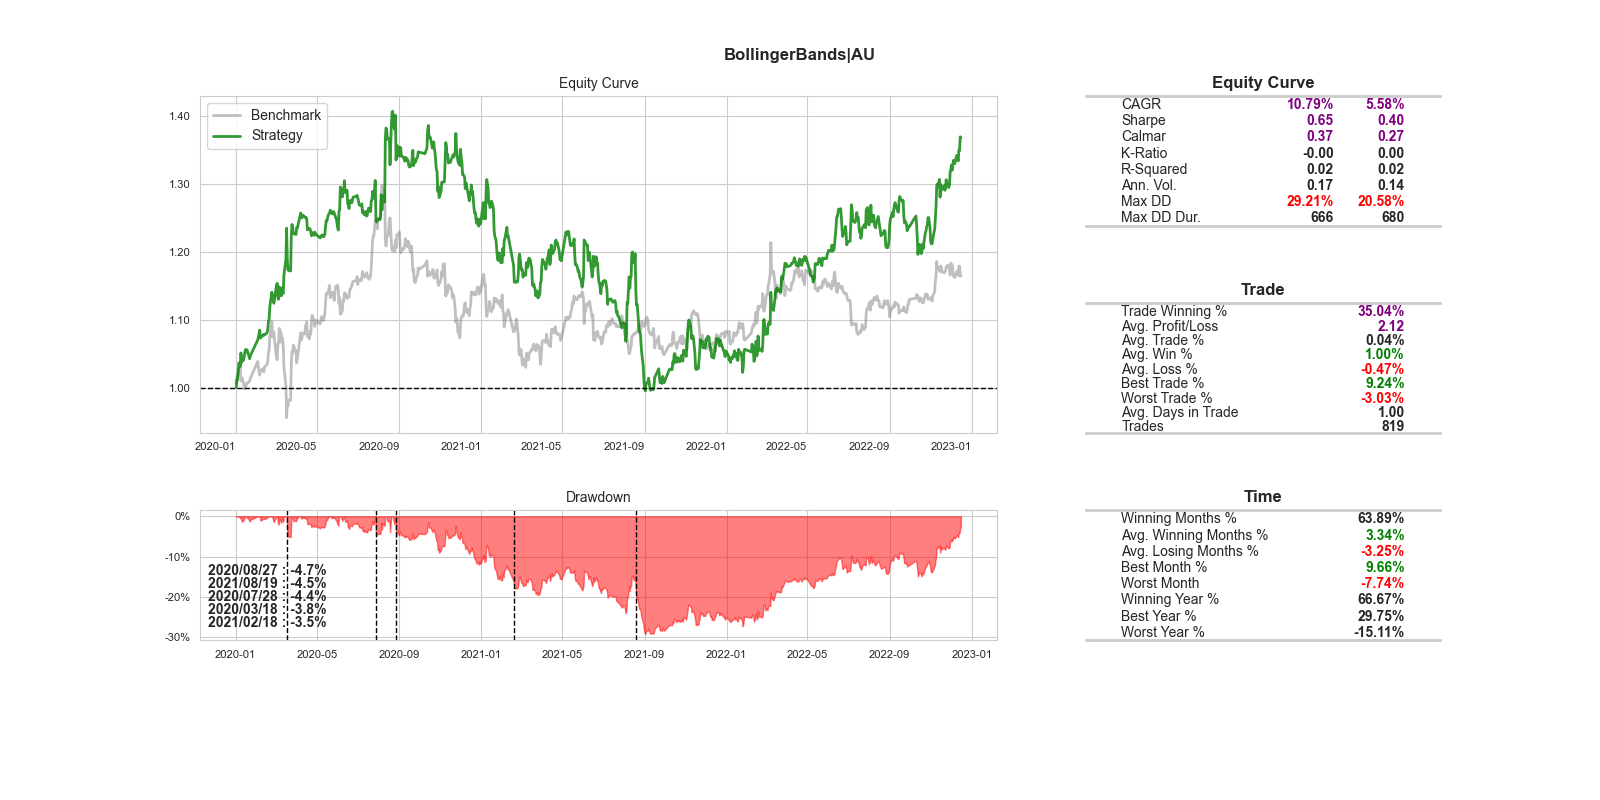 BollingerBands|AU
Equity Curve
1.40
1.30
1.20
1.10
1.00
Benchmark
Strategy
2020-01 2020-05 2020-09 2021-01 2021-05 2021-09 2022-01 2022-05 2022-09 2023-01
Drawdown
0%
-10%
-20%
-30%
2020/08/27 : -4.7%
2021/08/19 : -4.5%
2020/07/28 : -4.4%
2020/03/18 : -3.8%
2021/02/18 : -3.5%
2020-01 2020-05 2020-09 2021-01 2021-05 2021-09 2022-01 2022-05 2022-09 2023-01
Equity Curve
CAGR 10.79% 5.58%
Sharpe 0.65 0.40
Calmar 0.37 0.27
K-Ratio -0.00 0.00
R-Squared 0.02 0.02
Ann. Vol. 0.17 0.14
Max DD 29.21% 20.58%
Max DD Dur. 666 680
Trade
Trade Winning % 35.04%
Avg. Profit/Loss 2.12
Avg. Trade % 0.04%
Avg. Win % 1.00%
Avg. Loss % -0.47%
Best Trade % 9.24%
Worst Trade % -3.03%
Avg. Days in Trade 1.00
Trades 819
Time
Winning Months % 63.89%
Avg. Winning Months % 3.34%
Avg. Losing Months % -3.25%
Best Month % 9.66%
Worst Month -7.74%
Winning Year % 66.67%
Best Year % 29.75%
Worst Year % -15.11%